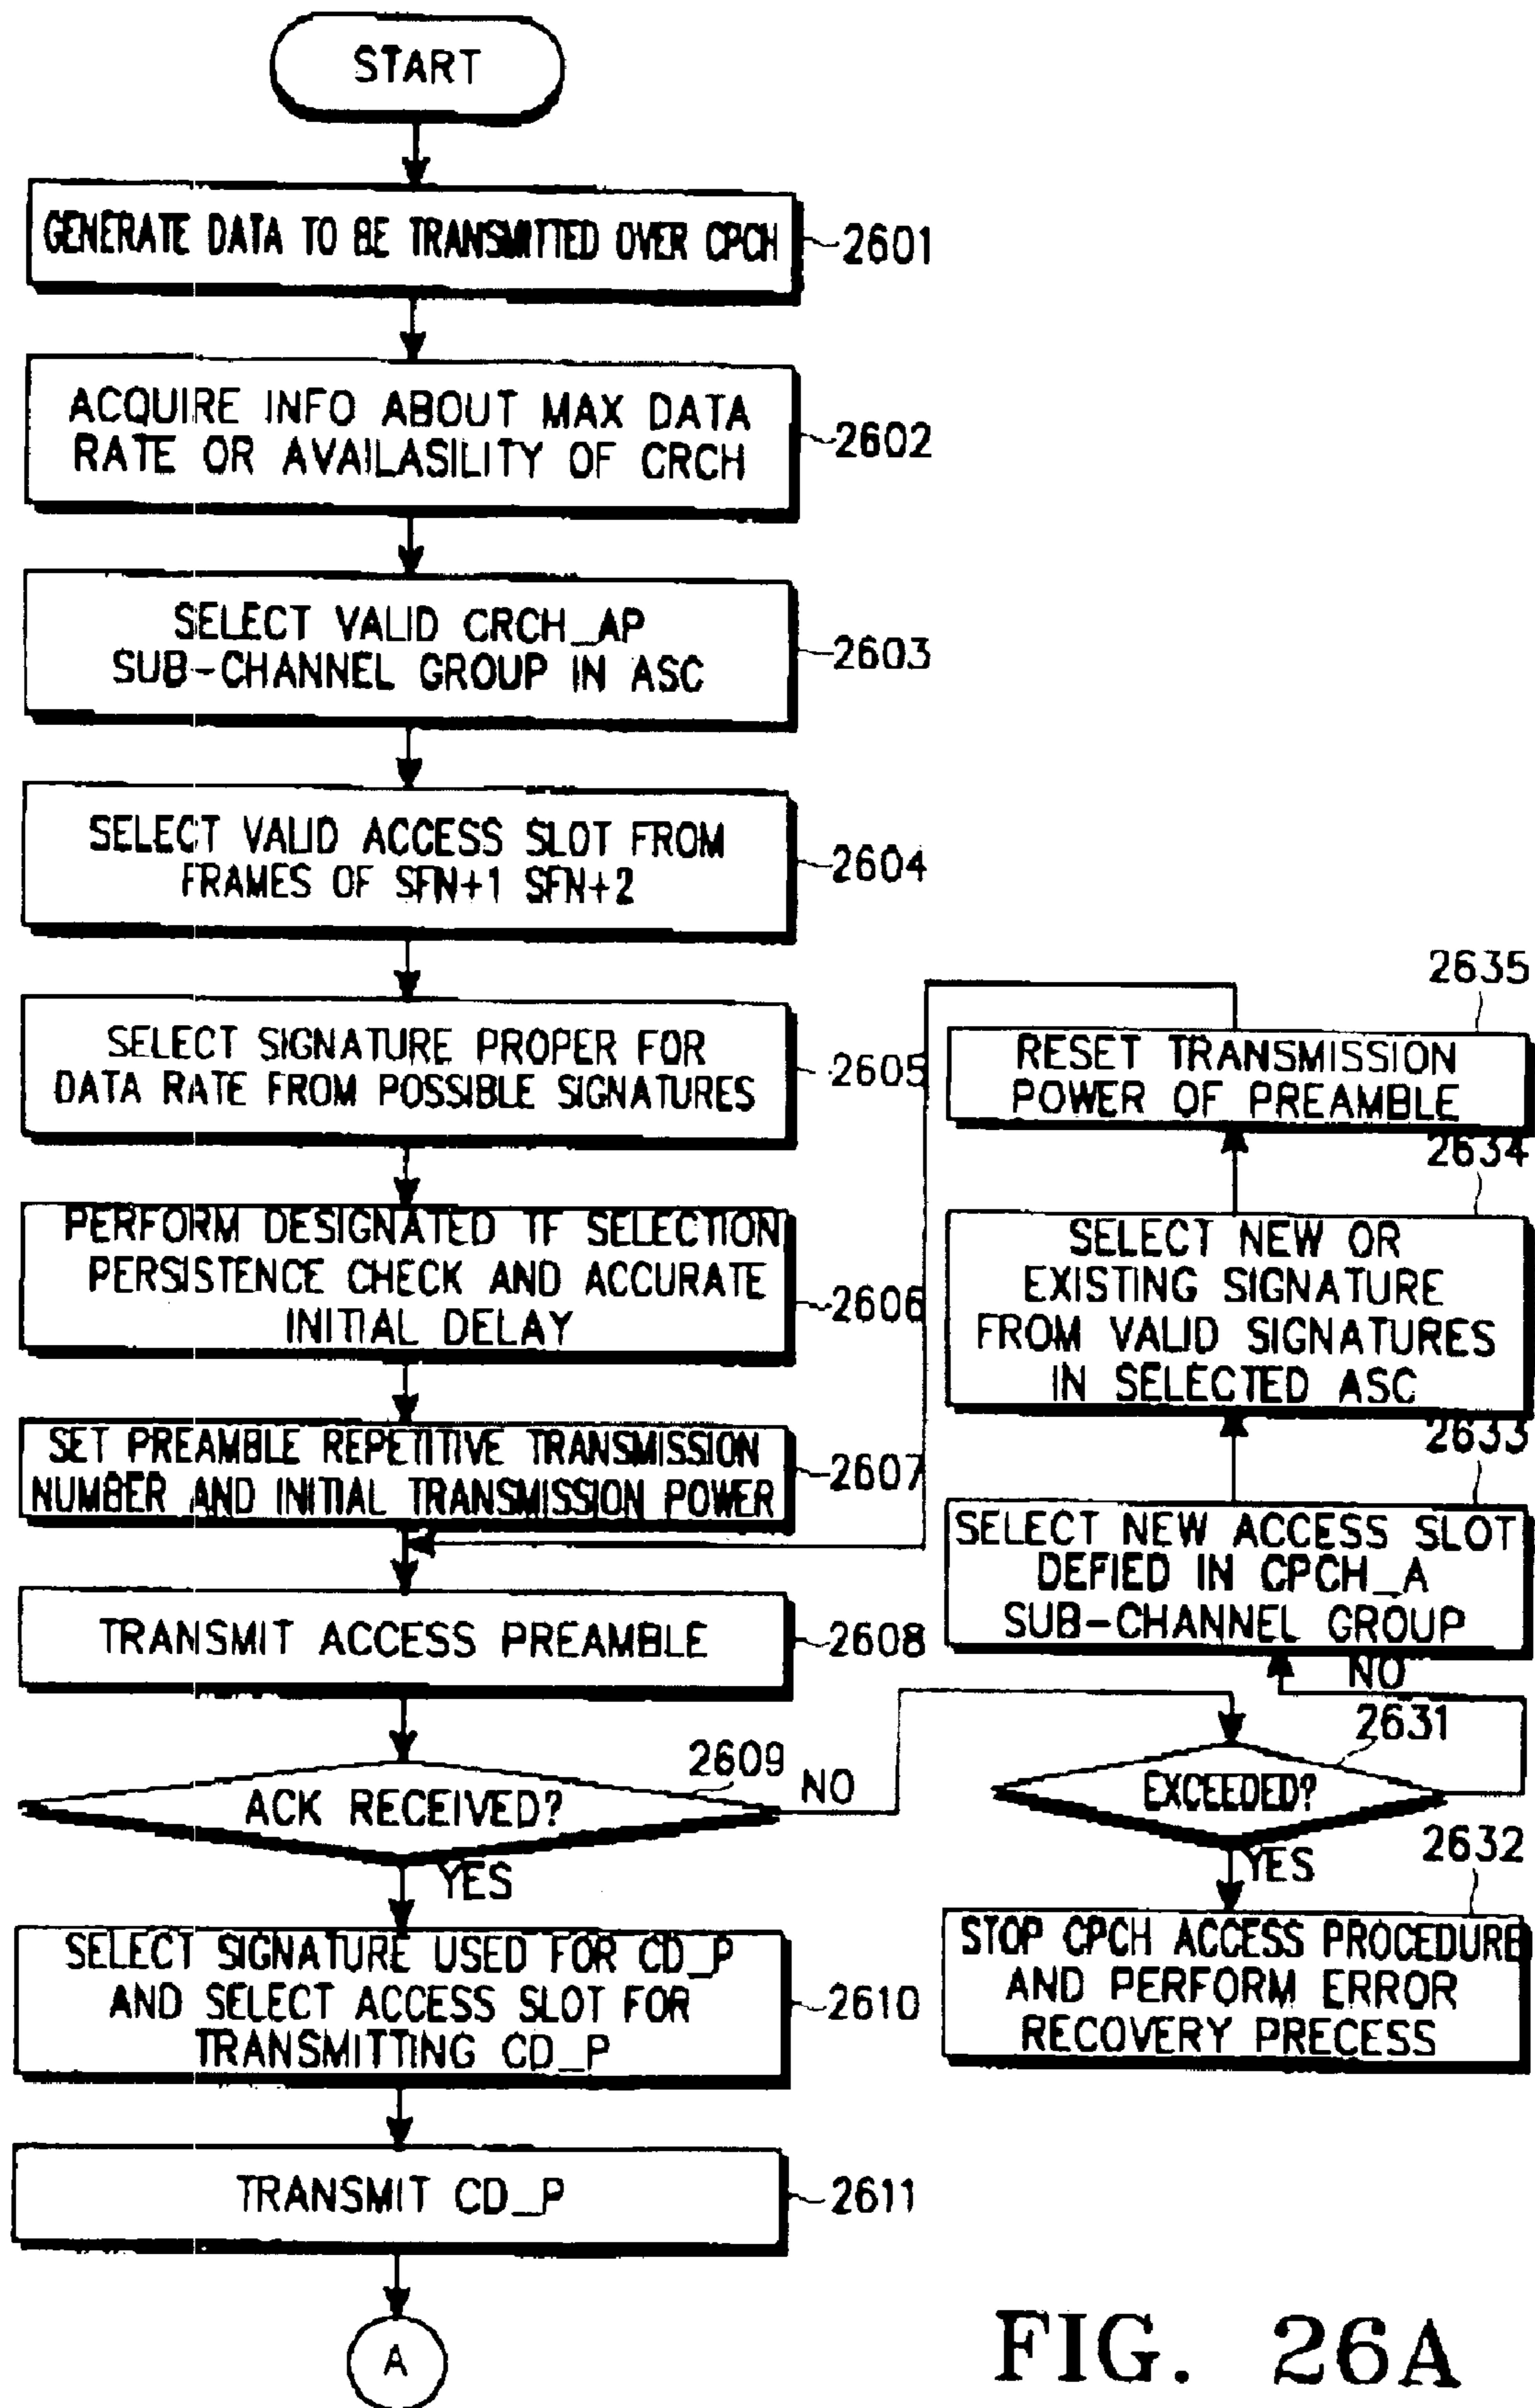 START
GENERATE DATA TO BE TRANSMITTED OVER CPCH
2601
ACQUIRE INFO ABOUT MAX DATA
RATE OR AVAILASILITY OF CRCH
2602
SELECT VALID CRCH_AP
SUB-CHANNEL GROUP IN ASC
2603
SELECT VALID ACCESS SLOT FROM
FRAMES OF SFN+1 SFN+2
2604
SELECT SIGNATURE PROPER FOR
DATA RATE FROM POSSIBLE SIGNATURES
2605
PERFORM DESIGNATED TF SELECTION
PERSISTENCE CHECK AND ACCURATE
INITIAL DELAY
2606
SET PREAMBLE REPETITIVE TRANSMISSION
NUMBER AND INITIAL TRANSMISSION POWER
2607
TRANSMIT ACCESS PREAMBLE
2608
ACK RECEIVED?
2609
NO
YES
SELECT SIGNATURE USED FOR CD_P
AND SELECT ACCESS SLOT FOR
TRANSMITTING CD_P
2610
TRANSMIT CD_P
2611
A
2635
RESET TRANSMISSION
POWER OF PREAMBLE
2634
SELECT NEW OR
EXISTING SIGNATURE
FROM VALID SIGNATURES
IN SELECTED ASC
2633
SELECT NEW ACCESS SLOT
DEFIED IN CPCH_A
SUB-CHANNEL GROUP
NO
2631
EXCEEDED?
YES
2632
STOP CPCH ACCESS PROCEDURE
AND PERFORM ERROR
RECOVERY PRECESS
FIG. 26A